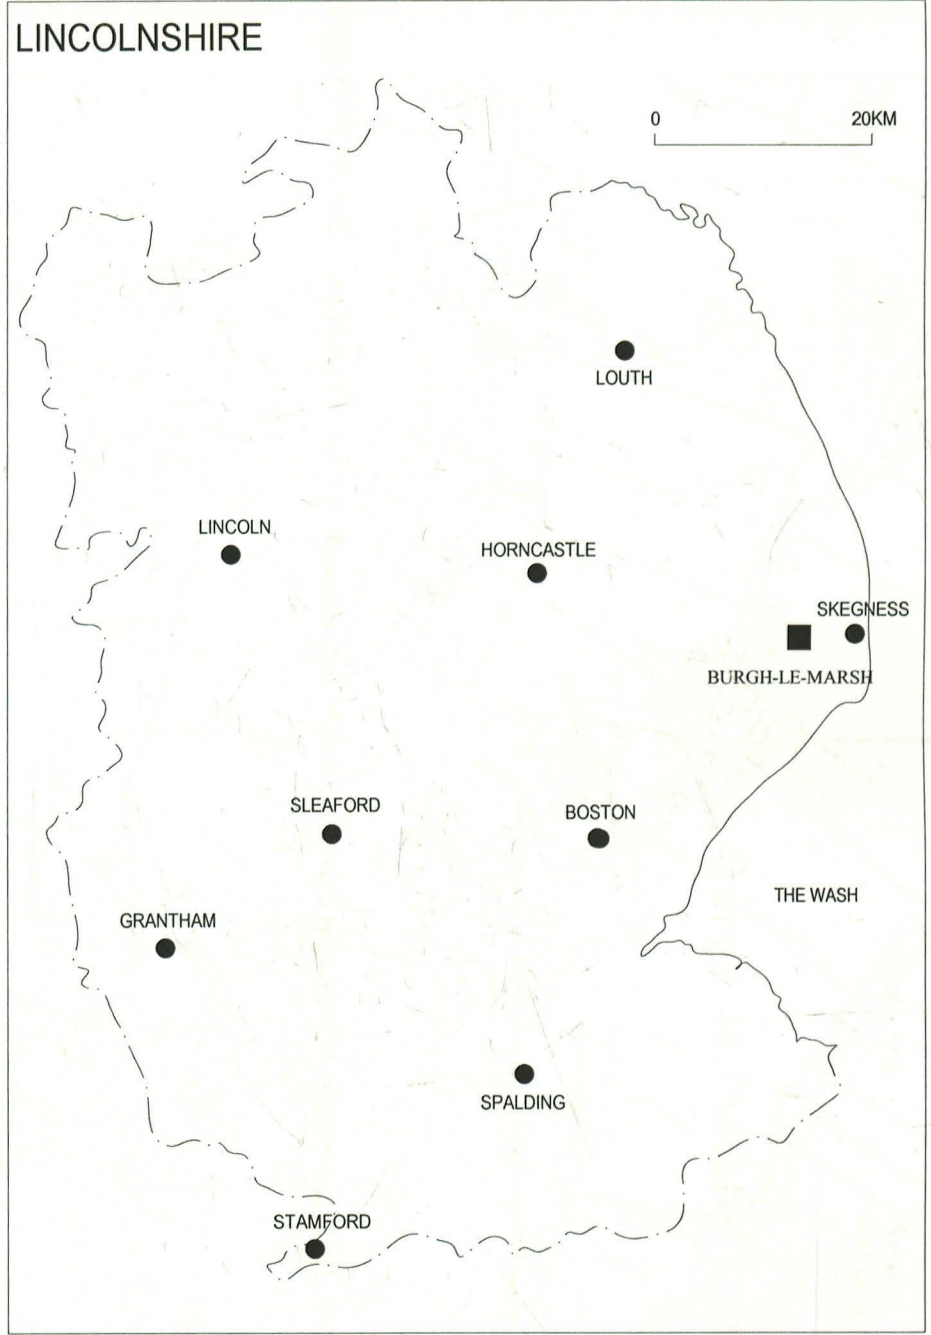 LINCOLNSHIRE
0 20KM
LOUTH
LINCOLN
HORNCASTLE
SKEGNESS
BURGH-LE-MARSH
SLEAFORD
BOSTON
THE WASH
GRANTHAM
SPALDING
STAMFORD